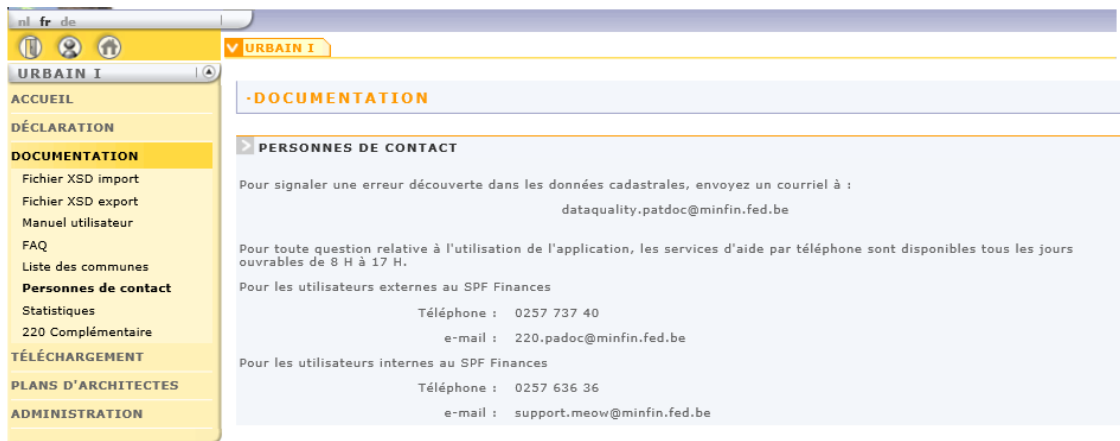 nl fr de
URBAIN I
URBAIN I
ACCUEIL
DÉCLARATION
DOCUMENTATION
Fichier XSD import
Fichier XSD export
Manuel utilisateur
FAQ
Liste des communes
Personnes de contact
Statistiques
220 Complémentaire
TÉLÉCHARGEMENT
PLANS D'ARCHITECTES
ADMINISTRATION
-DOCUMENTATION
PERSONNES DE CONTACT
Pour signaler une erreur découverte dans les données cadastrales, envoyez un courriel à :
dataquality.patdoc@minfin.fed.be
Pour toute question relative à l'utilisation de l'application, les services d'aide par téléphone sont disponibles tous les jours
ouvrables de 8 H à 17 H.
Pour les utilisateurs externes au SPF Finances
Téléphone : 0257 737 40
e-mail : 220.padoc@minfin.fed.be
Pour les utilisateurs internes au SPF Finances
Téléphone : 0257 636 36
e-mail : support.meow@minfin.fed.be